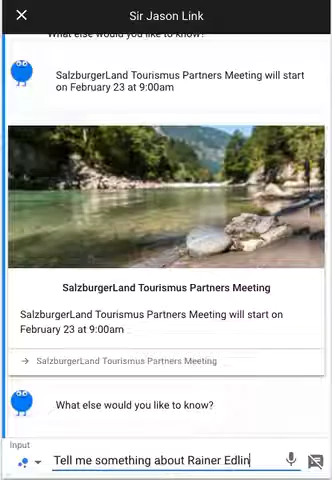 Sir Jason Link
What else would you like to know?
SalzburgerLand Tourismus Partners Meeting will start
on February 23 at 9:00am
SalzburgerLand Tourismus Partners Meeting
SalzburgerLand Tourismus Partners Meeting will start on
February 23 at 9:00am
SalzburgerLand Tourismus Partners Meeting
What else would you like to know?
Input
Tell me something about Rainer Edlin